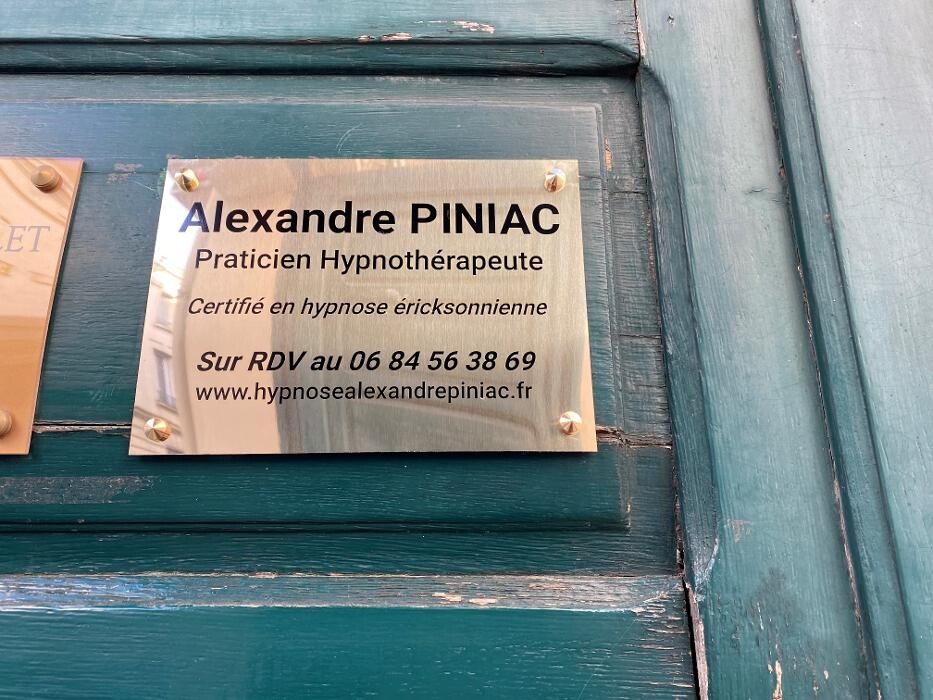 Alexandre PINIAC
Praticien Hypnothérapeute
Certifié en hypnose éricksonnienne
Sur RDV au 06 84 56 38 69
www.hypnosealexandrepiniac.fr